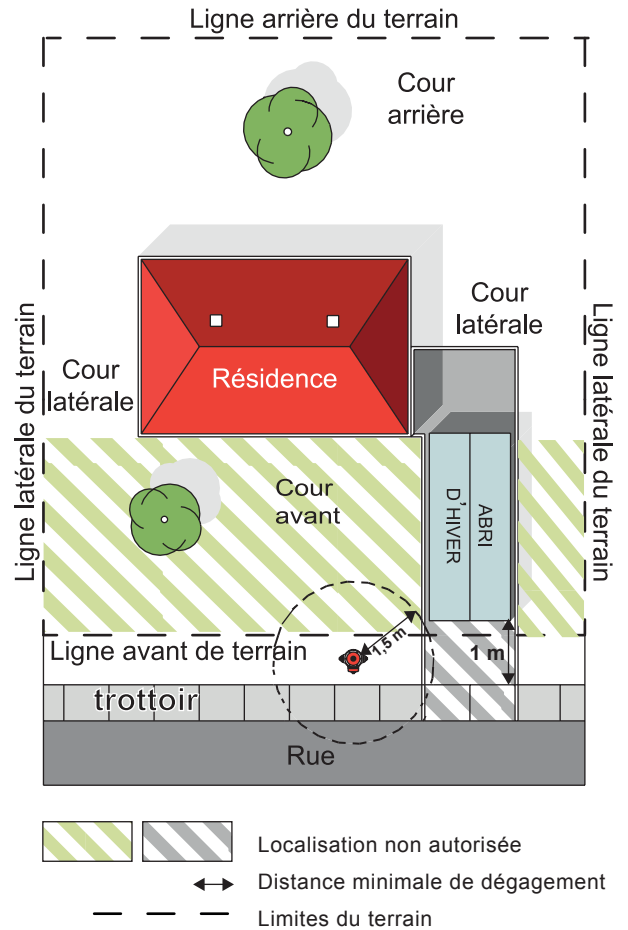 Ligne arrière du terrain
Cour
arrière
Cour
latérale
Ligne latérale du terrain
Cour
latérale
Résidence
Ligne latérale du terrain
Cour
avant
ABRI
D'HIVER
Ligne avant de terrain
1,5 m
1 m
trottoir
Rue
Localisation non autorisée
Distance minimale de dégagement
Limites du terrain